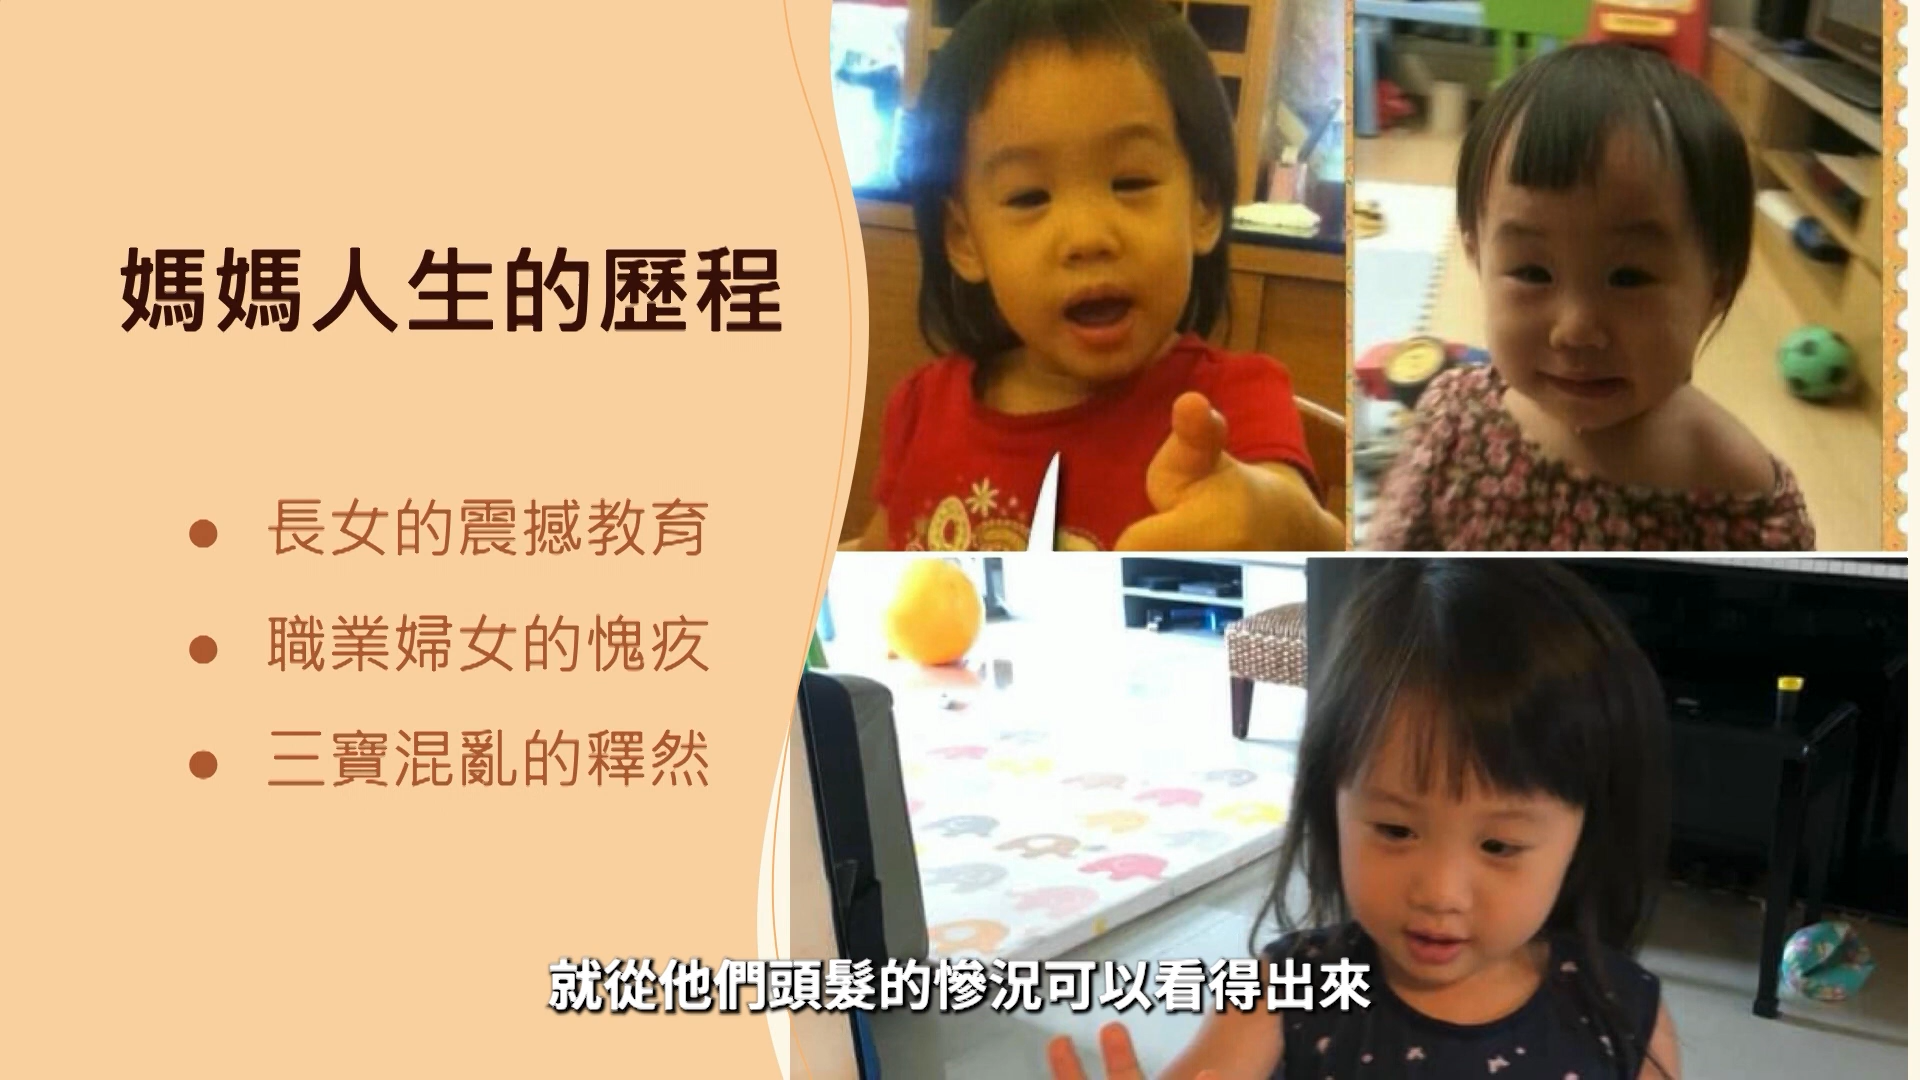 媽媽人生的歷程
● 長女的震撼教育
● 職業婦女的愧疚
● 三寶混亂的釋然
就從他們頭髮的慘況可以看得出來